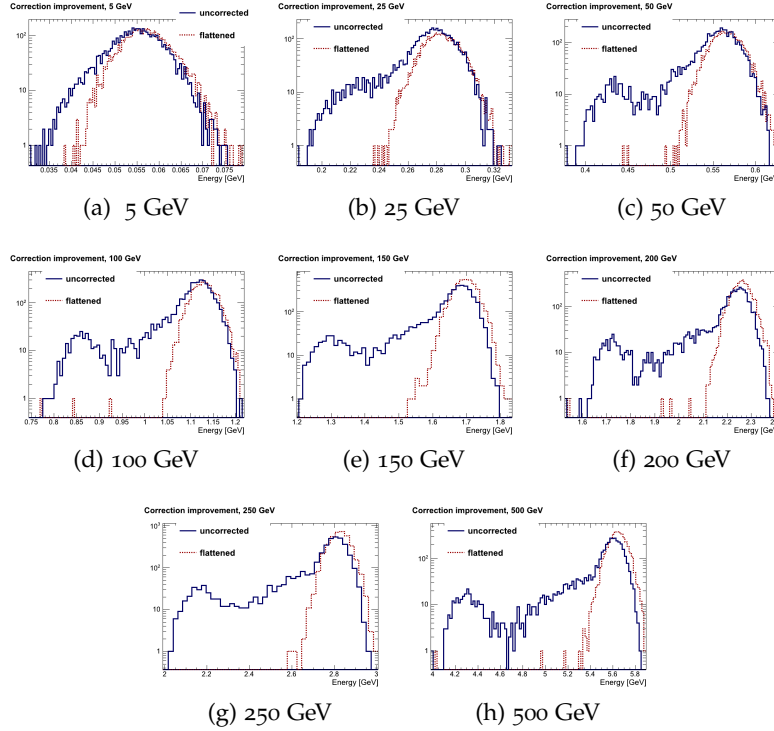 Correction improvement, 5 GeV
uncorrected
flattened
10²
10
1
0.035 0.04 0.045 0.05 0.055 0.06 0.065 0.07 0.075
Energy [GeV]
(a) 5 GeV
Correction improvement, 25 GeV
uncorrected
flattened
10²
10
1
0.2 0.22 0.24 0.26 0.28 0.3 0.32
Energy [GeV]
(b) 25 GeV
Correction improvement, 50 GeV
uncorrected
flattened
10²
10
1
0.4 0.45 0.5 0.55 0.6
Energy [GeV]
(c) 50 GeV
Correction improvement, 100 GeV
uncorrected
flattened
10²
10
1
0.75 0.8 0.85 0.9 0.95 1 1.05 1.1 1.15 1.2
Energy [GeV]
(d) 100 GeV
Correction improvement, 150 GeV
uncorrected
flattened
10²
10
1
1.2 1.3 1.4 1.5 1.6 1.7 1.8
Energy [GeV]
(e) 150 GeV
Correction improvement, 200 GeV
uncorrected
flattened
10²
10
1
1.6 1.7 1.8 1.9 2 2.1 2.2 2.3
Energy [GeV]
(f) 200 GeV
Correction improvement, 250 GeV
uncorrected
flattened
10³
10²
10
1
2 2.2 2.4 2.6 2.8 3
Energy [GeV]
(g) 250 GeV
Correction improvement, 500 GeV
uncorrected
flattened
10²
10
1
4 4.2 4.4 4.6 4.8 5 5.2 5.4 5.6 5.8
Energy [GeV]
(h) 500 GeV